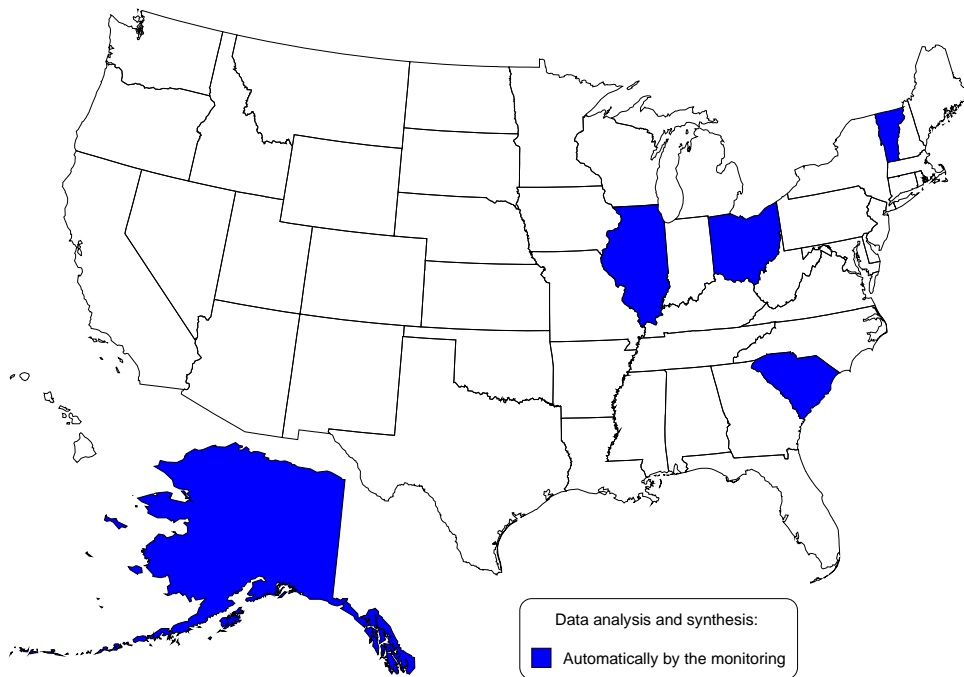 Data analysis and synthesis:
Automatically by the monitoring